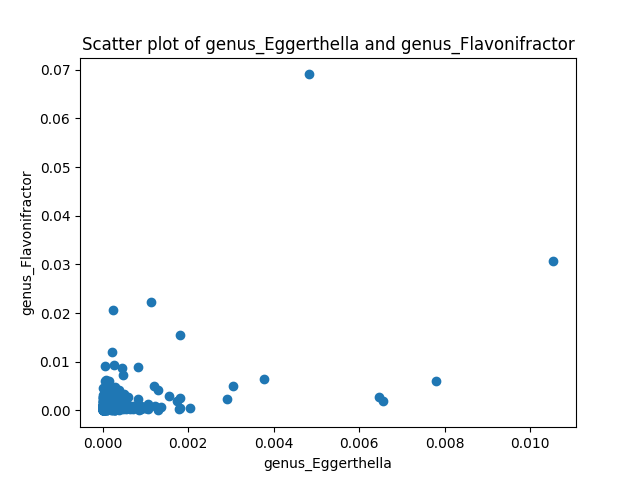 Scatter plot of genus_Eggerthella and genus_Flavonifractor
0.07
0.06
0.05
0.04
0.03
0.02
0.01
0.00
genus_Flavonifractor
0.000 0.002 0.004 0.006 0.008 0.010
genus_Eggerthella